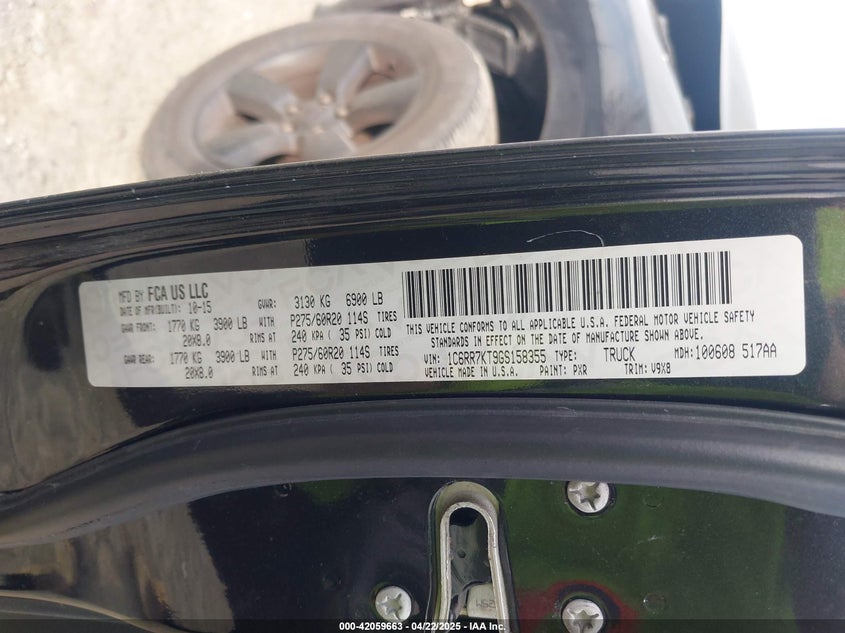 MFD BY FCA US LLC
DATE OF MFR(BUILT): 10-15 GVWR: 3130 KG 6900 LB
GAWR FRONT: 1770 KG 3900 LB WITH P275/60R20 114S TIRES
20X8.0 RIMS AT 240 KPA ( 35 PSI) COLD
GAWR REAR: 1770 KG 3900 LB WITH P275/60R20 114S TIRES
20X8.0 RIMS AT 240 KPA ( 35 PSI) COLD
THIS VEHICLE CONFORMS TO ALL APPLICABLE U.S.A. FEDERAL MOTOR VEHICLE SAFETY
STANDARDS IN EFFECT ON THE DATE OF MANUFACTURE SHOWN ABOVE.
VIN: 1C6RR7KT9GS158355 TYPE: TRUCK MDH: 100608 517AA
VEHICLE MADE IN U.S.A. PAINT: PXR TRIM: V9X8
000-42059663 - 04/22/2025 - IAA Inc.